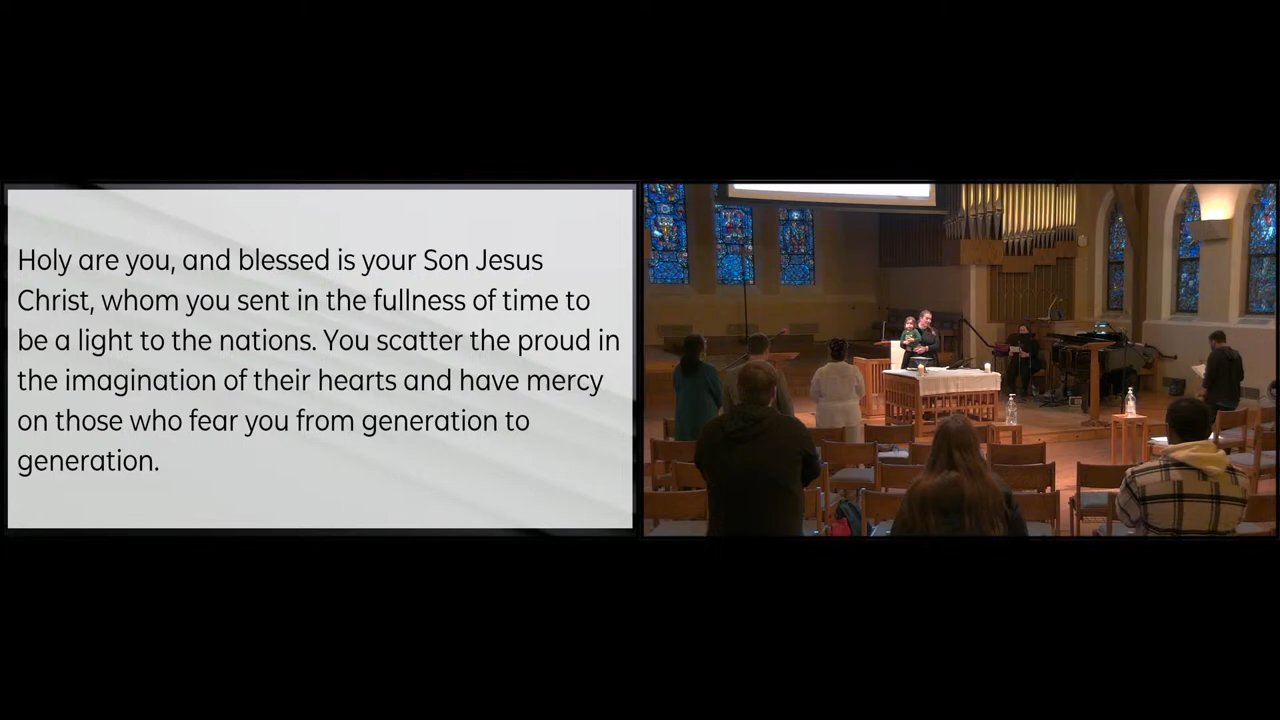 Holy are you, and blessed is your Son Jesus
Christ, whom you sent in the fullness of time to
be a light to the nations. You scatter the proud in
the imagination of their hearts and have mercy
on those who fear you from generation to
generation.